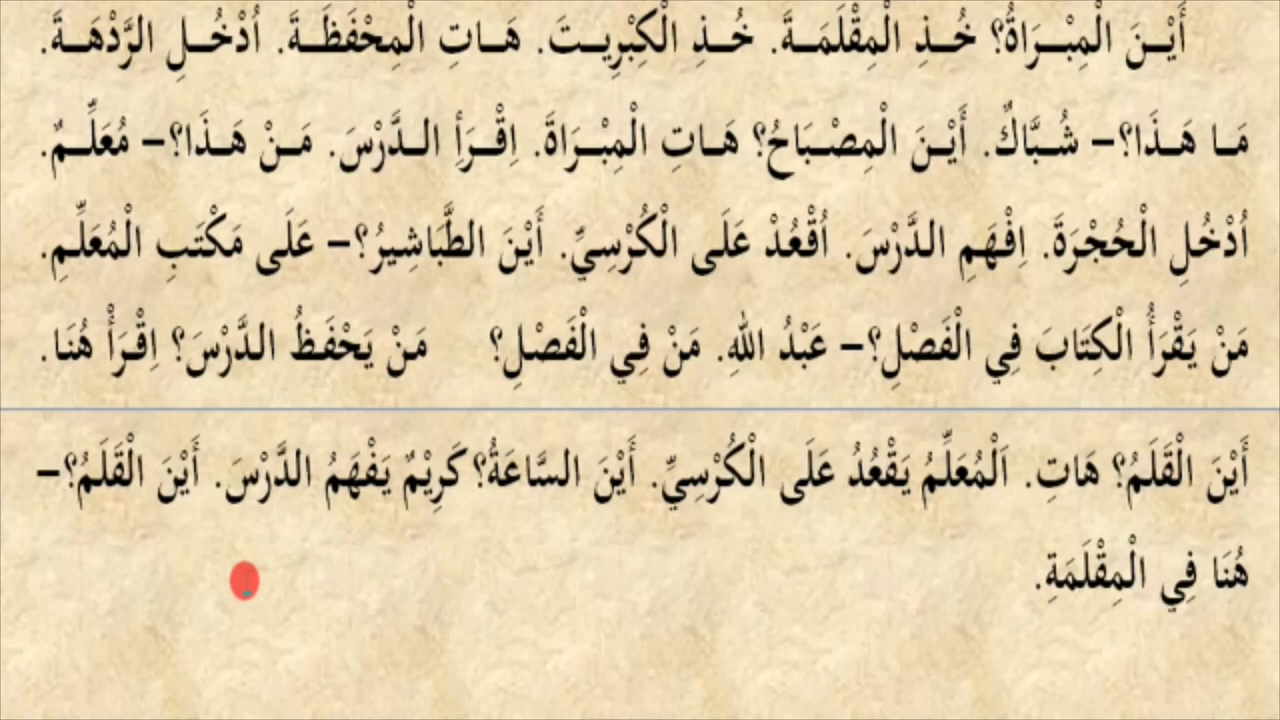 أَيْنَ الْمِبْرَاةُ؟ خُذِ الْمِقْلَمَةَ. خُذِ الْكِبْرِيتَ. هَاتِ الْمِحْفَظَةَ. اُدْخُلِ الرَّدْهَةَ.
مَا هَذَا؟– شُبَّاكٌ. أَيْنَ الْمِصْبَاحُ؟ هَاتِ الْمِبْرَاةَ. اِقْرَأِ الدَّرْسَ. مَنْ هَذَا؟– مُعَلِّمٌ.
اُدْخُلِ الْحُجْرَةَ. اِفْهَمِ الدَّرْسَ. اُقْعُدْ عَلَى الْكُرْسِيِّ. أَيْنَ الطَّبَاشِيرُ؟– عَلَى مَكْتَبِ الْمُعَلِّمِ.
مَنْ يَقْرَأُ الْكِتَابَ فِي الْفَصْلِ؟– عَبْدُ اللهِ. مَنْ فِي الْفَصْلِ؟ مَنْ يَحْفَظُ الدَّرْسَ؟ اِقْرَأْ هُنَا.
أَيْنَ الْقَلَمُ؟ هَاتِ. اَلْمُعَلِّمُ يَقْعُدُ عَلَى الْكُرْسِيِّ. أَيْنَ السَّاعَةُ؟ كَرِيْمٌ يَفْهَمُ الدَّرْسَ. أَيْنَ الْقَلَمُ؟–
هُنَا فِي الْمِقْلَمَةِ.